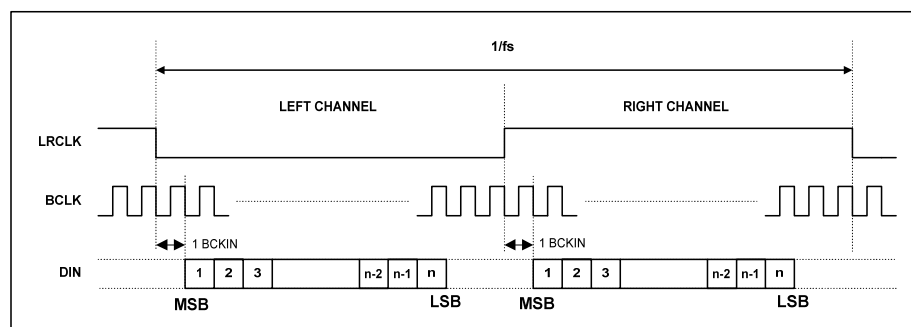 1/fs
LEFT CHANNEL RIGHT CHANNEL
LRCLK
BCLK
1 BCKIN 1 BCKIN
DIN 1 2 3 n-2 n-1 n 1 2 3 n-2 n-1 n
MSB LSB MSB LSB